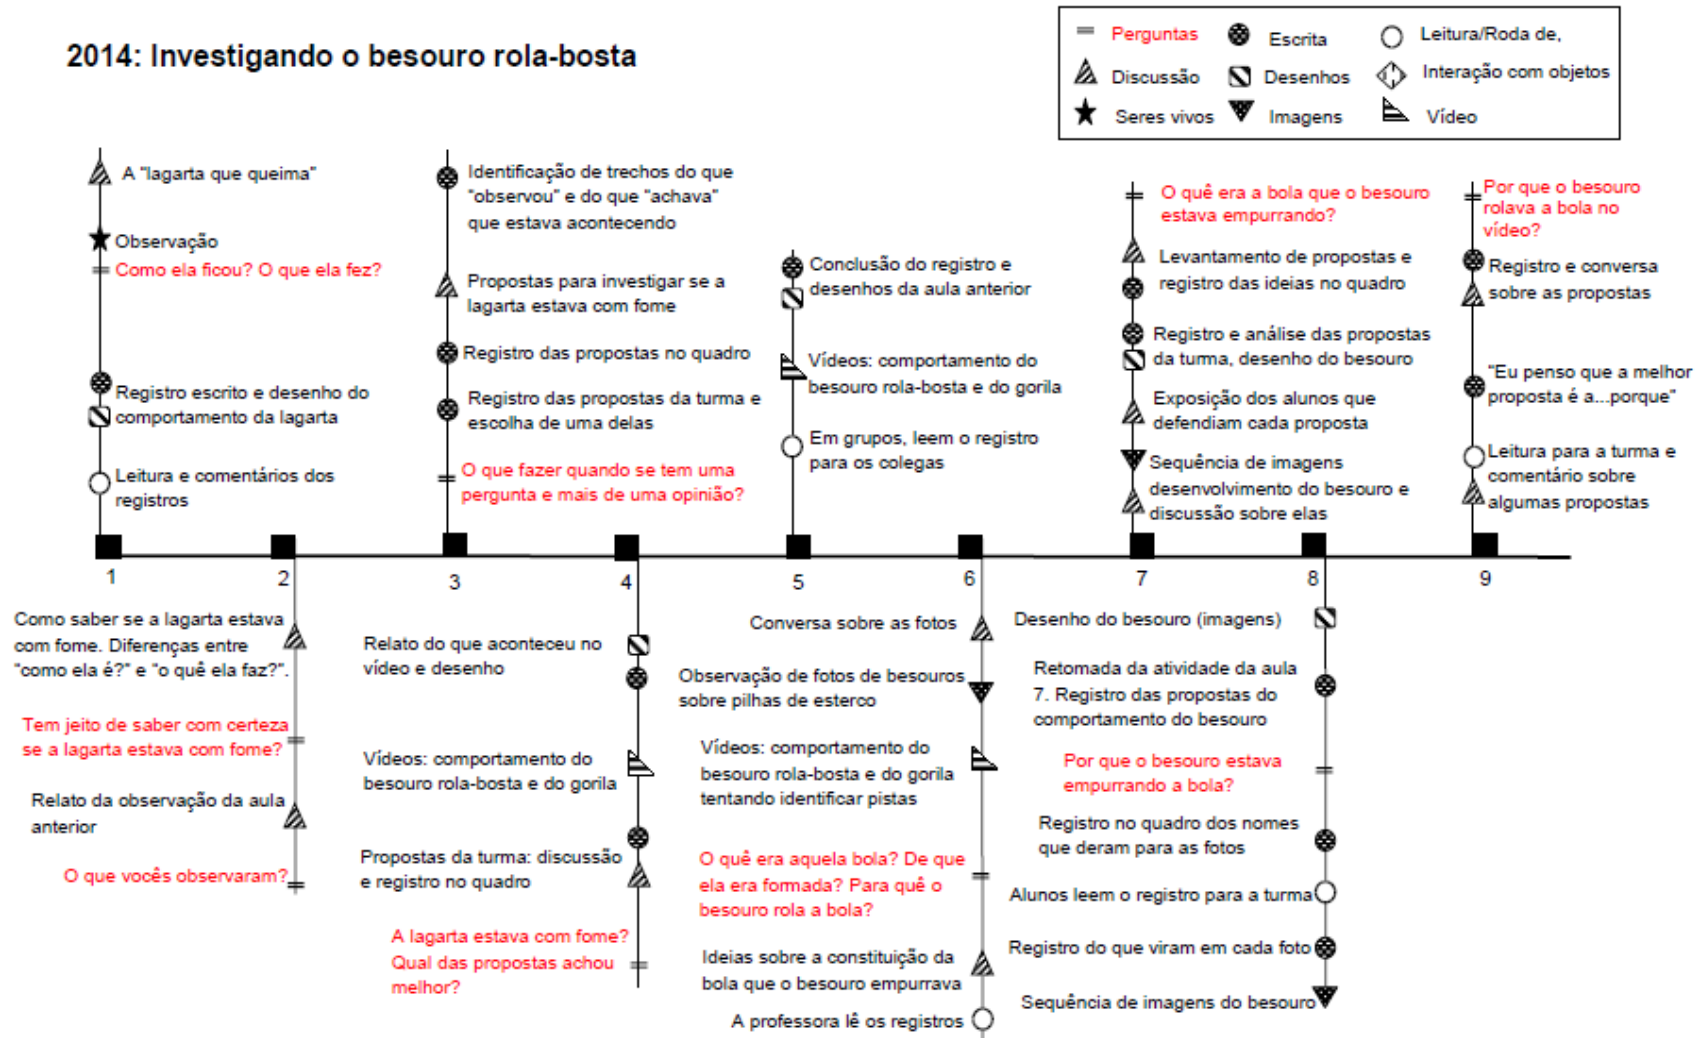 2014: Investigando o besouro rola-bosta
Perguntas
Escrita
Leitura/Roda de,
Discussão
Desenhos
Interação com objetos
Seres vivos
Imagens
Vídeo
A "lagarta que queima"
Observação
Como ela ficou? O que ela fez?
Registro escrito e desenho do
comportamento da lagarta
Leitura e comentários dos
registros
Identificação de trechos do que
"observou" e do que "achava"
que estava acontecendo
Propostas para investigar se a
lagarta estava com fome
Registro das propostas no quadro
Registro das propostas da turma e
escolha de uma delas
O que fazer quando se tem uma
pergunta e mais de uma opinião?
Conclusão do registro e
desenhos da aula anterior
Vídeos: comportamento do
besouro rola-bosta e do gorila
Em grupos, leem o registro
para os colegas
O quê era a bola que o besouro
estava empurrando?
Levantamento de propostas e
registro das ideias no quadro
Registro e análise das propostas
da turma, desenho do besouro
Exposição dos alunos que
defendiam cada proposta
Sequência de imagens
desenvolvimento do besouro e
discussão sobre elas
Por que o besouro
rolava a bola no
vídeo?
Registro e conversa
sobre as propostas
"Eu penso que a melhor
proposta é a...porque"
Leitura para a turma e
comentário sobre
algumas propostas
1
2
3
4
5
6
7
8
9
Como saber se a lagarta estava
com fome. Diferenças entre
"como ela é?" e "o quê ela faz?".
Tem jeito de saber com certeza
se a lagarta estava com fome?
Relato da observação da aula
anterior
O que vocês observaram?
Relato do que aconteceu no
vídeo e desenho
Vídeos: comportamento do
besouro rola-bosta e do gorila
Propostas da turma: discussão
e registro no quadro
A lagarta estava com fome?
Qual das propostas achou
melhor?
Conversa sobre as fotos
Observação de fotos de besouros
sobre pilhas de esterco
Vídeos: comportamento do
besouro rola-bosta e do gorila
tentando identificar pistas
O quê era aquela bola? De que
ela era formada? Para quê o
besouro rola a bola?
Ideias sobre a constituição da
bola que o besouro empurrava
A professora lê os registros
Desenho do besouro (imagens)
Retomada da atividade da aula
7. Registro das propostas do
comportamento do besouro
Por que o besouro estava
empurrando a bola?
Registro no quadro dos nomes
que deram para as fotos
Alunos leem o registro para a turma
Registro do que viram em cada foto
Sequência de imagens do besouro